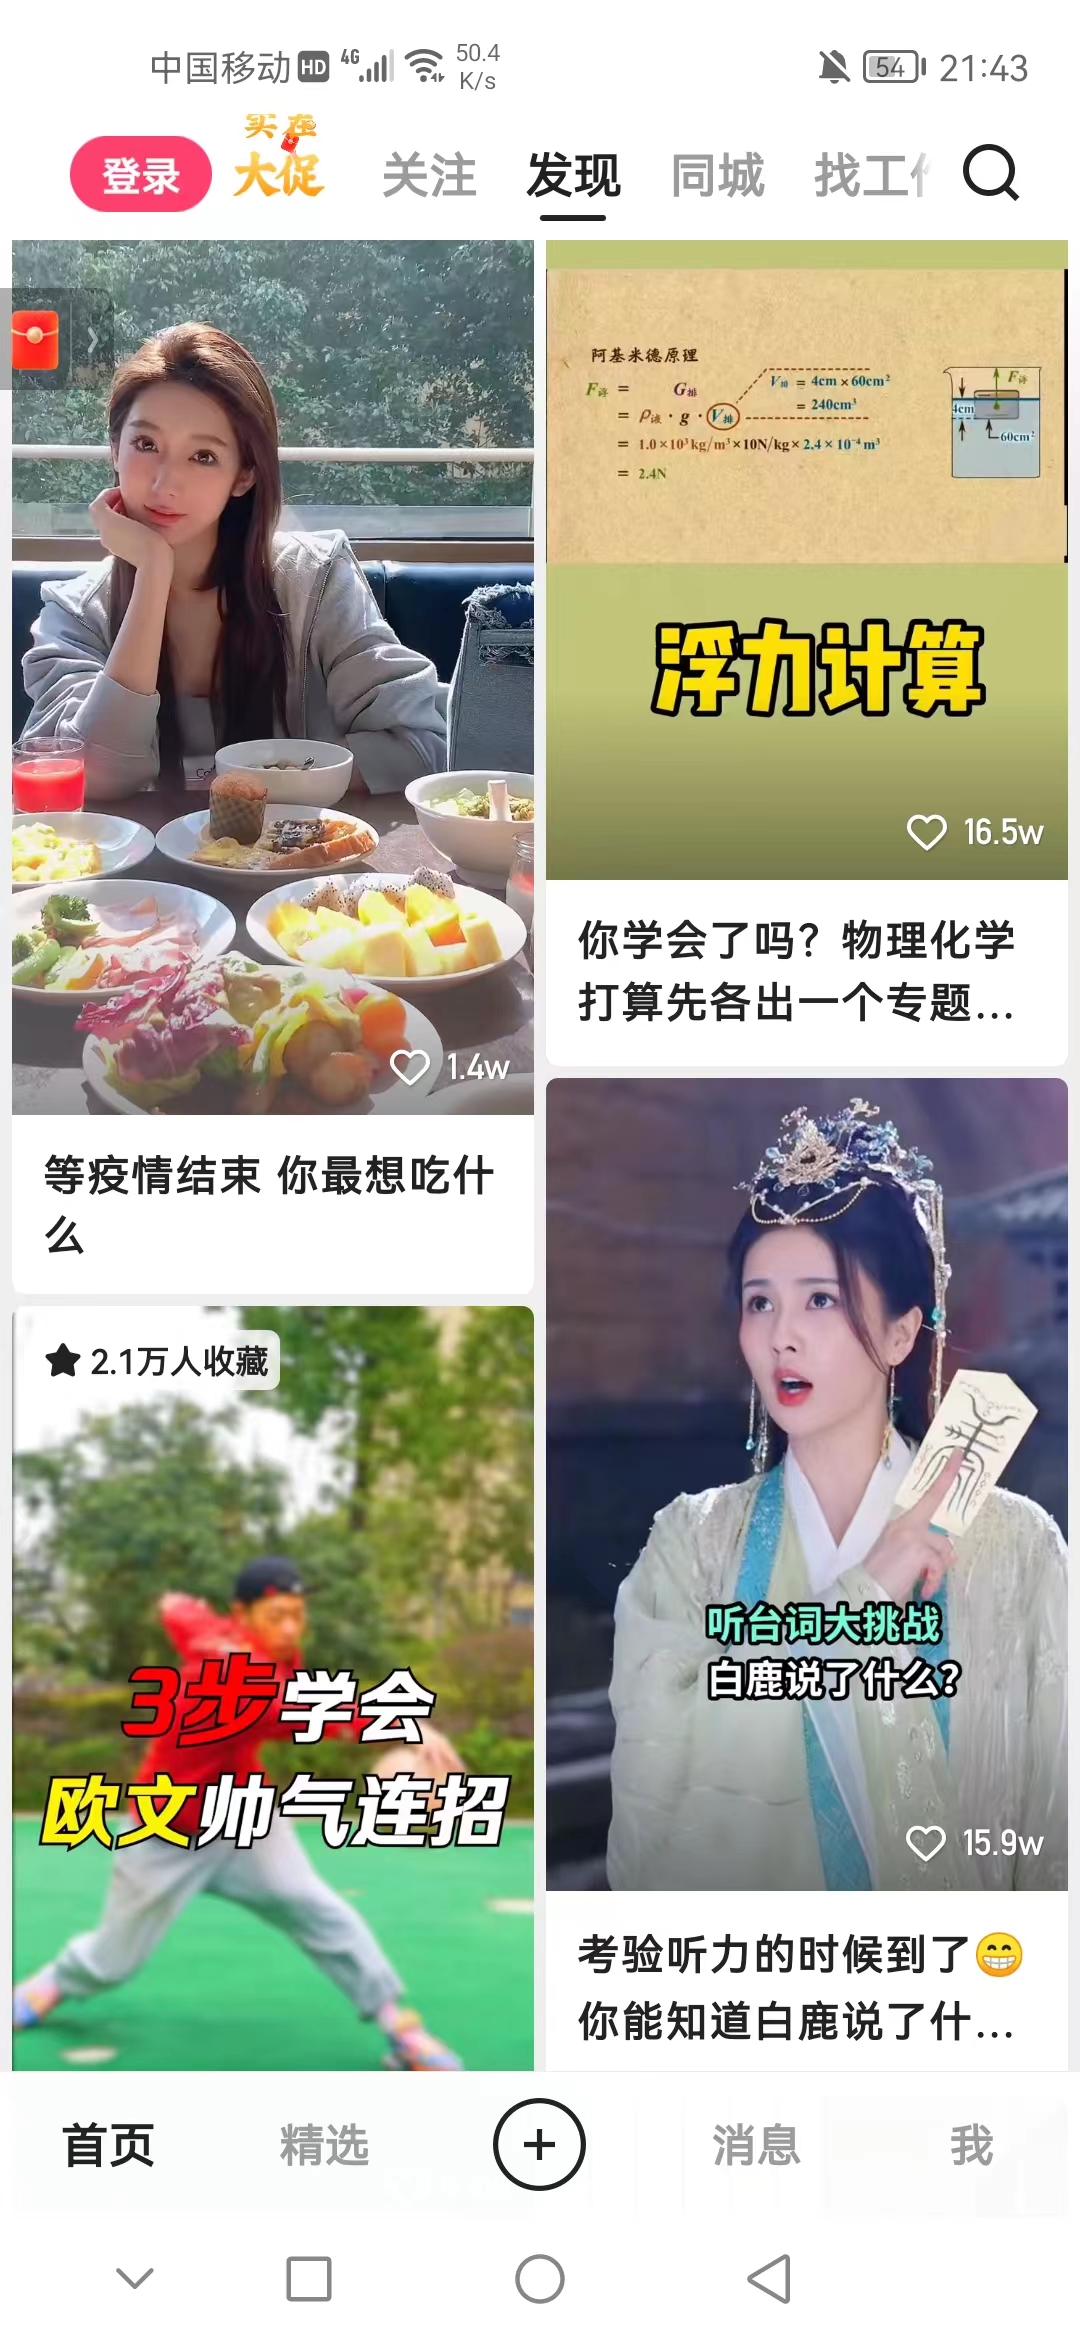 中国移动 HD 4G 50.4 K/s 54 21:43
登录 大促 关注 发现 同城 找工
阿基米德原理
F浮 = G排
= ρ液 · g · V排
V排 = 4cm × 60cm²
= 240cm³
= 1.0×10³kg/m³×10N/kg×2.4×10⁻⁴m³
= 2.4N
F浮
4cm
60cm²
浮力计算
16.5w
你学会了吗？物理化学
打算先各出一个专题...
1.4w
等疫情结束 你最想吃什
么
听台词大挑战
白鹿说了什么?
15.9w
考验听力的时候到了😁
你能知道白鹿说了什...
2.1万人收藏
3步学会
欧文帅气连招
首页 精选 消息 我